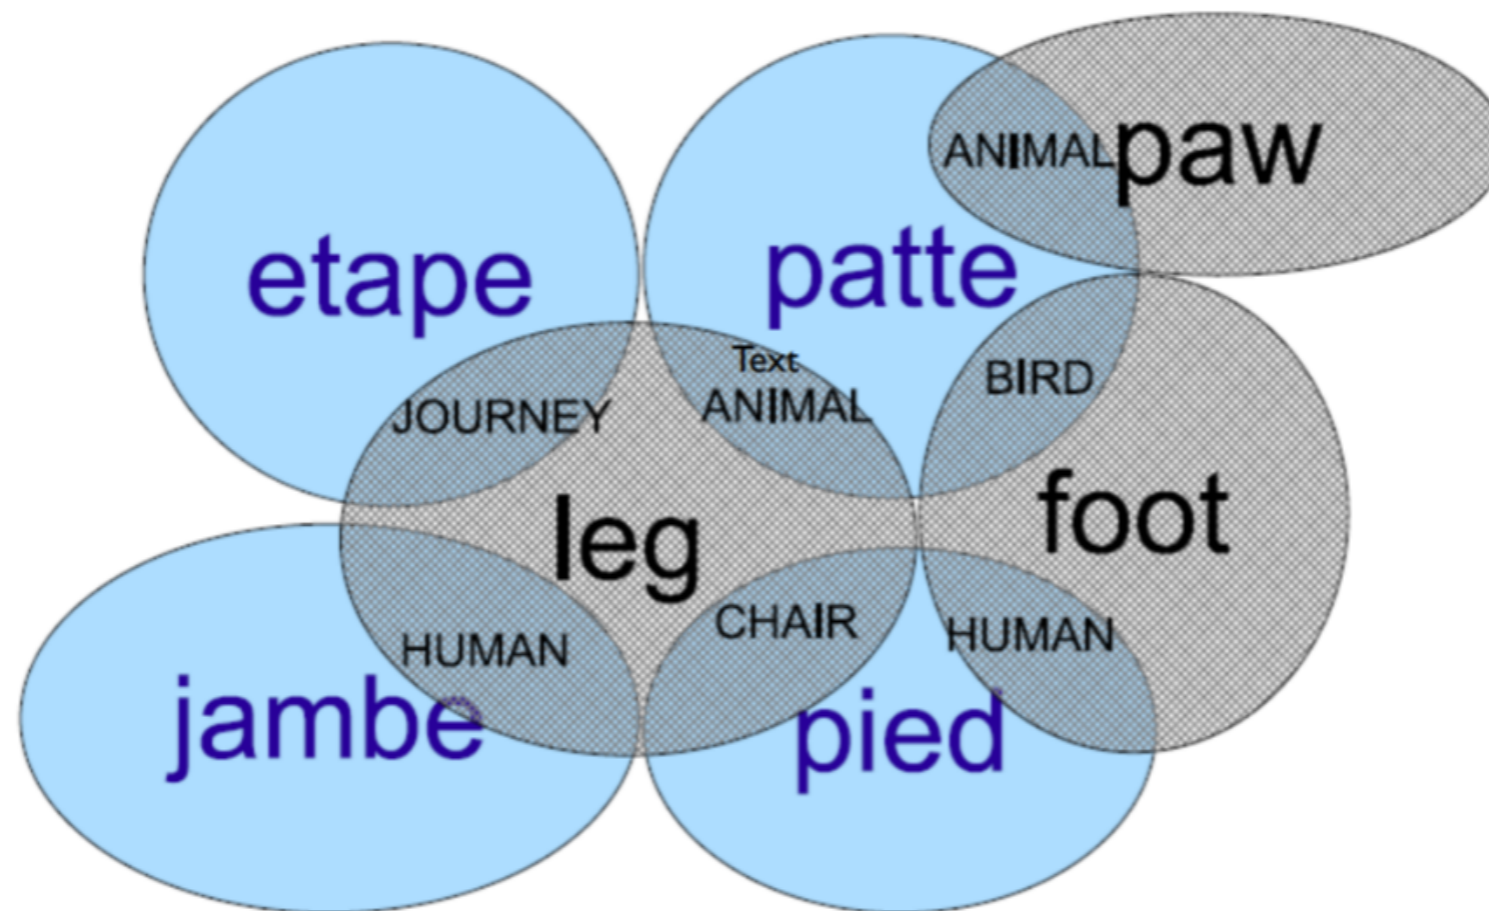 paw
ANIMAL
etape
patte
Text
ANIMAL
BIRD
JOURNEY
leg
foot
HUMAN
CHAIR
HUMAN
jambe
pied